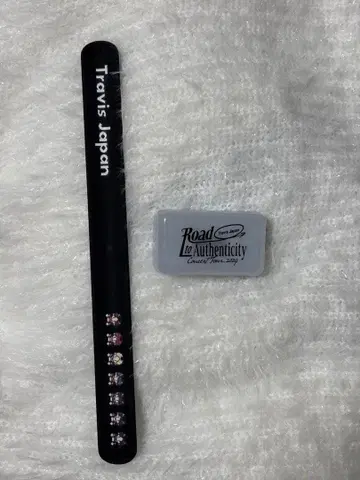 Travis Japan
Road
Travis Japan
to Authenticity
Concert Tour 2024